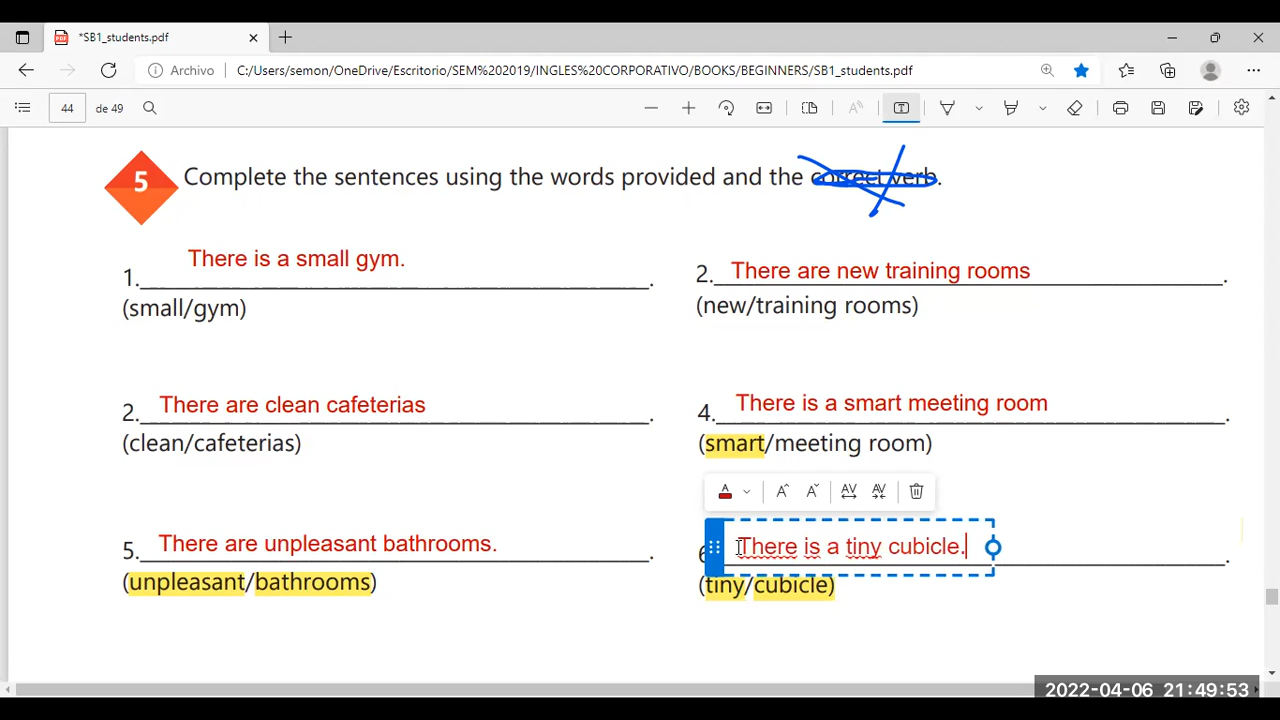 *SB1_students.pdf
Archivo
C:/Users/semon/OneDrive/Escritorio/SEM%202019/INGLES%20CORPORATIVO/BOOKS/BEGINNERS/SB1_students.pdf
44 de 49
5 Complete the sentences using the words provided and the correct verb.
1. There is a small gym. .
(small/gym)
2. There are new training rooms .
(new/training rooms)
2. There are clean cafeterias .
(clean/cafeterias)
4. There is a smart meeting room .
(smart/meeting room)
5. There are unpleasant bathrooms. .
(unpleasant/bathrooms)
6. There is a tiny cubicle. .
(tiny/cubicle)
2022-04-06 21:49:53